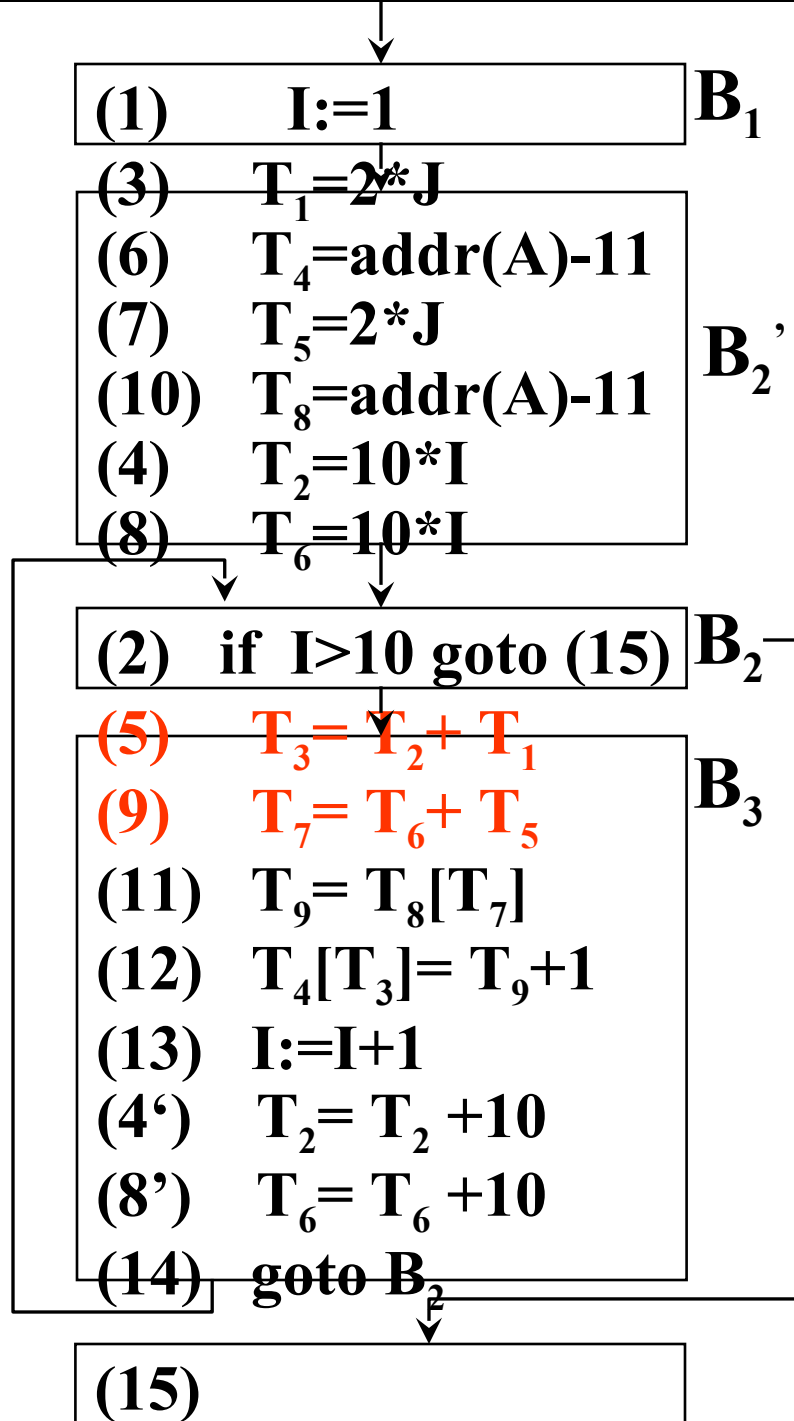 (1) I:=1 B₁
(3) T₁=2*J
(6) T₄=addr(A)-11
(7) T₅=2*J
B₂’
(10) T₈=addr(A)-11
(4) T₂=10*I
(8) T₆=10*I
(2) if I>10 goto (15) B₂
(5) T₃= T₂+ T₁
B₃
(9) T₇= T₆+ T₅
(11) T₉= T₈[T₇]
(12) T₄[T₃]= T₉+1
(13) I:=I+1
(4‘) T₂= T₂ +10
(8’) T₆= T₆ +10
(14) goto B₂
(15)